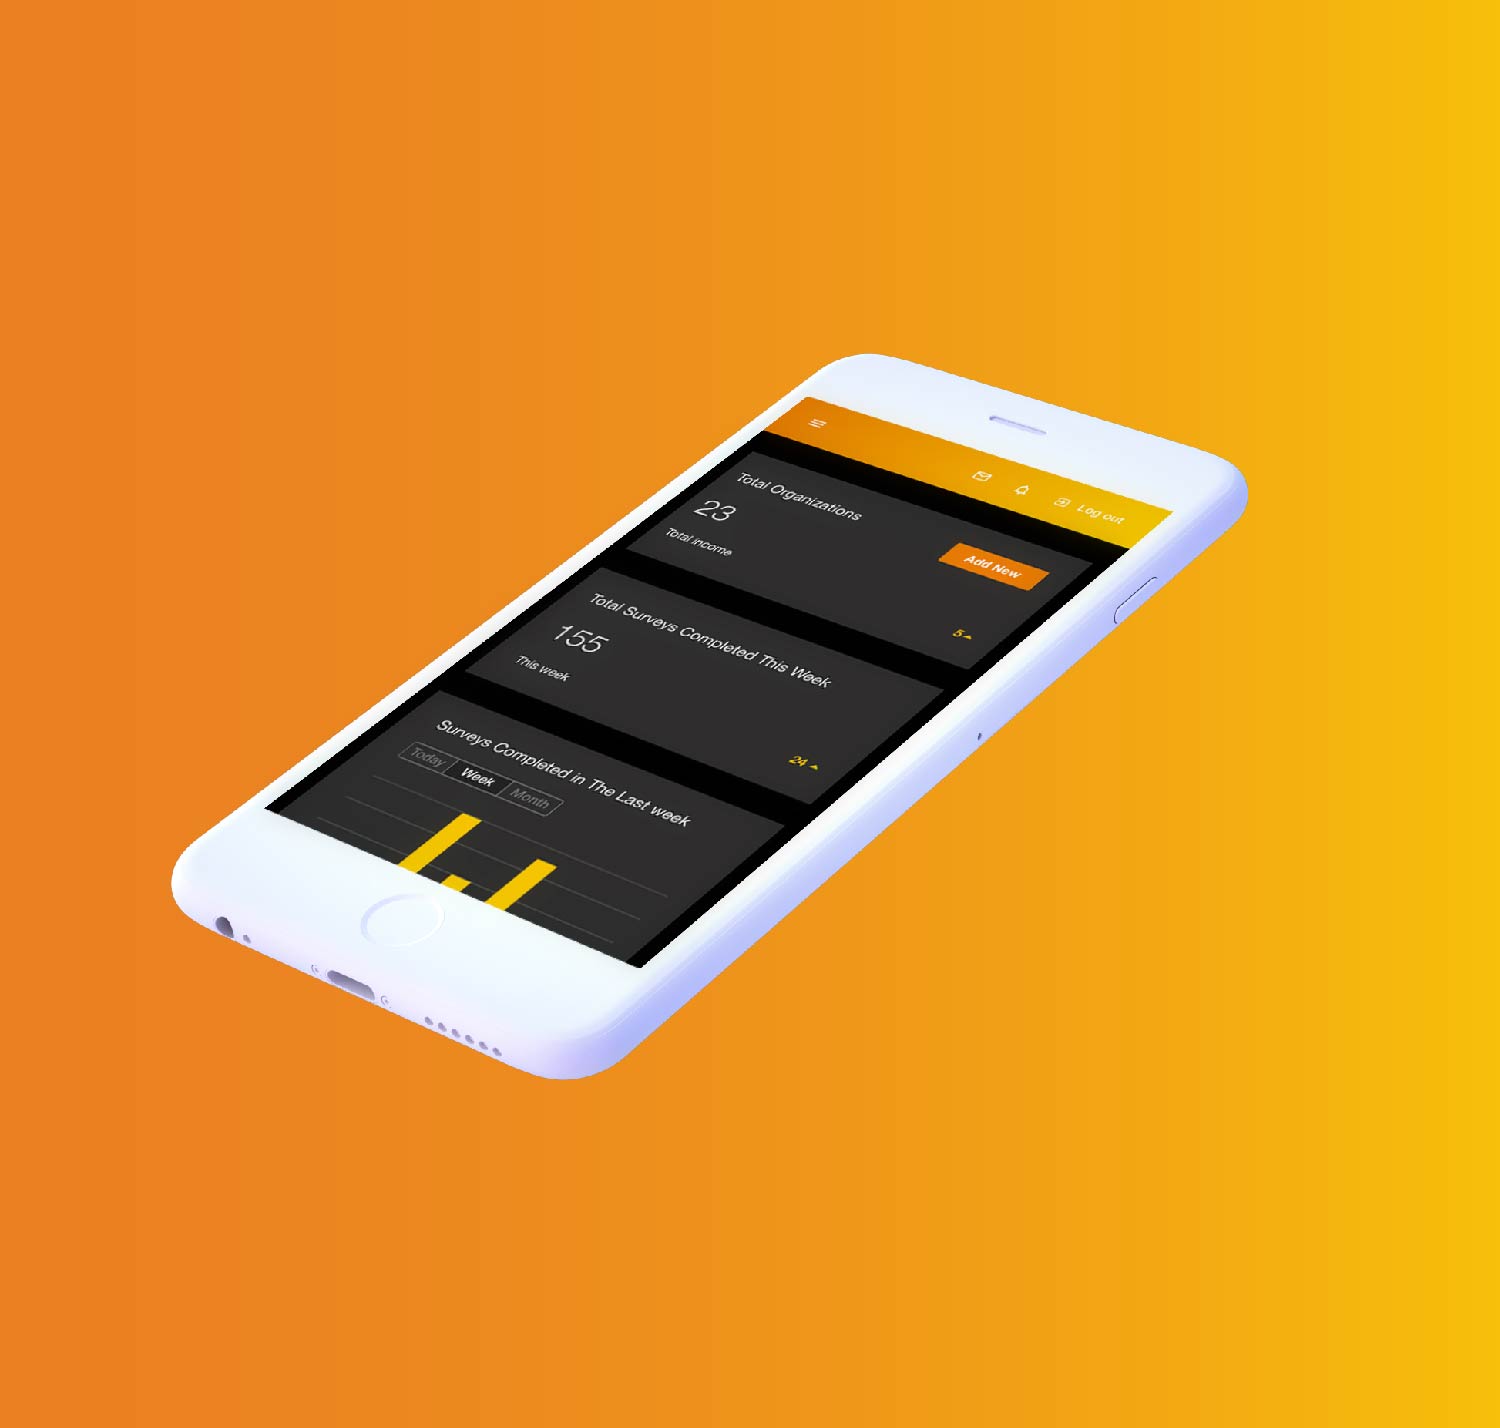 Log out
Total Organizations
23
Total income
Add New
5
Total Surveys Completed This Week
155
This week
24
Surveys Completed in The Last week
Today Week Month